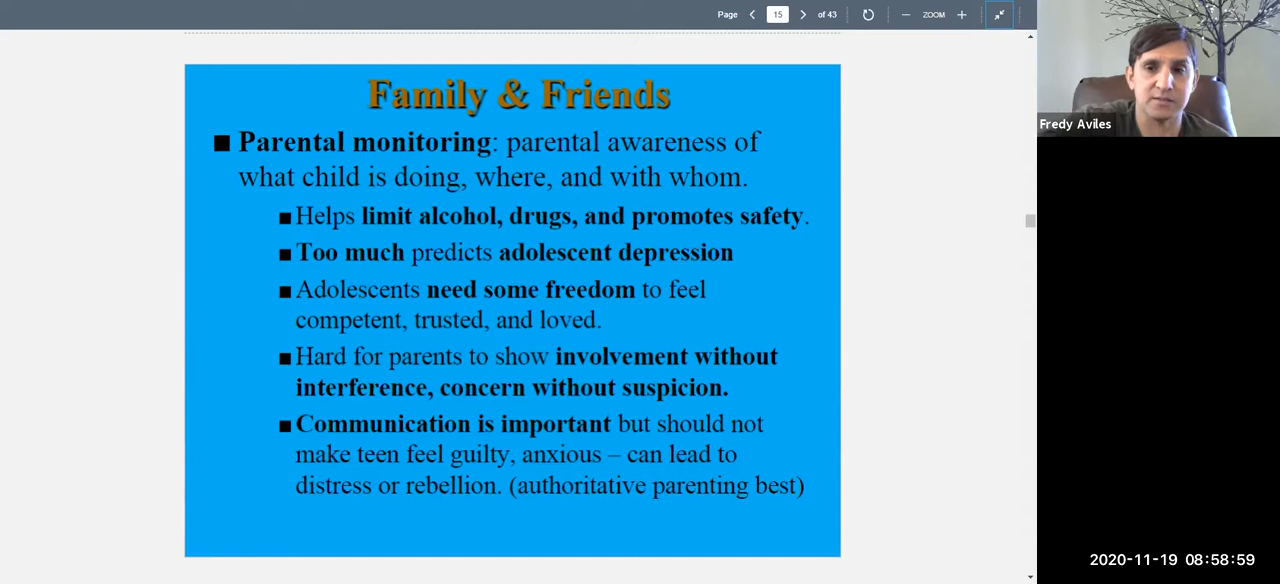 Page 15 of 43 ZOOM
Fredy Aviles
Family & Friends
■ Parental monitoring: parental awareness of
what child is doing, where, and with whom.
■ Helps limit alcohol, drugs, and promotes safety.
■ Too much predicts adolescent depression
■ Adolescents need some freedom to feel
competent, trusted, and loved.
■ Hard for parents to show involvement without
interference, concern without suspicion.
■ Communication is important but should not
make teen feel guilty, anxious – can lead to
distress or rebellion. (authoritative parenting best)
2020-11-19 08:58:59